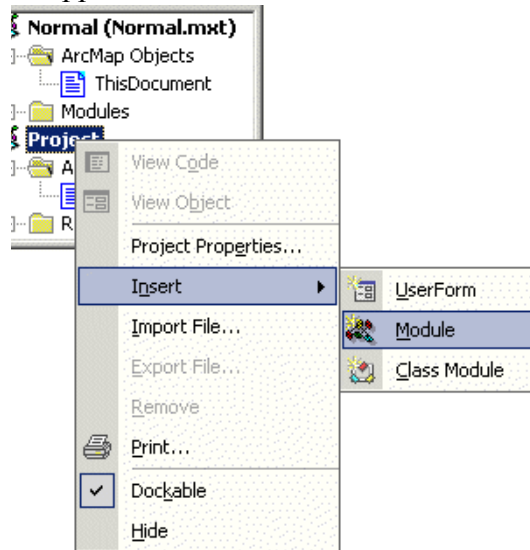 Normal (Normal.mxt)
ArcMap Objects
ThisDocument
Modules
Project
A
R
View Code
View Object
Project Properties...
Insert
Import File...
Export File...
Remove
Print...
Dockable
Hide
UserForm
Module
Class Module